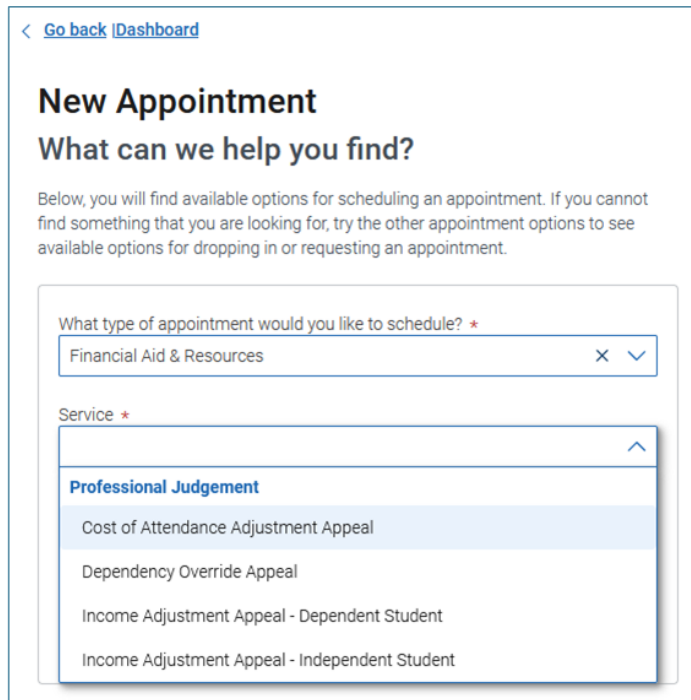 Go back |Dashboard
New Appointment
What can we help you find?
Below, you will find available options for scheduling an appointment. If you cannot
find something that you are looking for, try the other appointment options to see
available options for dropping in or requesting an appointment.
What type of appointment would you like to schedule? *
Financial Aid & Resources
Service *
Professional Judgement
Cost of Attendance Adjustment Appeal
Dependency Override Appeal
Income Adjustment Appeal - Dependent Student
Income Adjustment Appeal - Independent Student